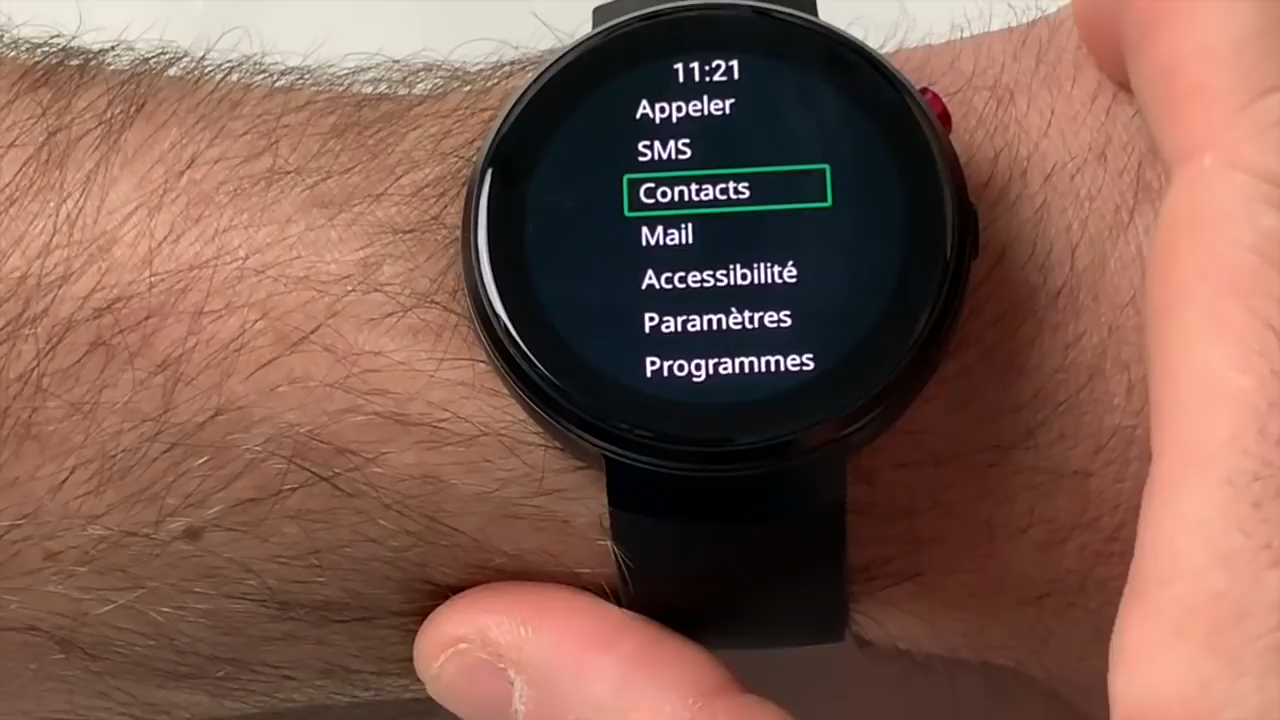 11:21
Appeler
SMS
Contacts
Mail
Accessibilité
Paramètres
Programmes